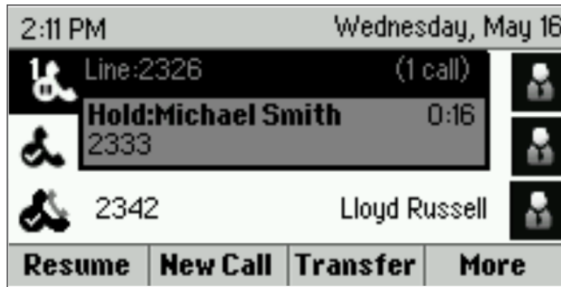 2:11 PM Wednesday, May 16
1 Line:2326 (1 call)
Hold:Michael Smith 0:16
2333
2342 Lloyd Russell
Resume New Call Transfer More